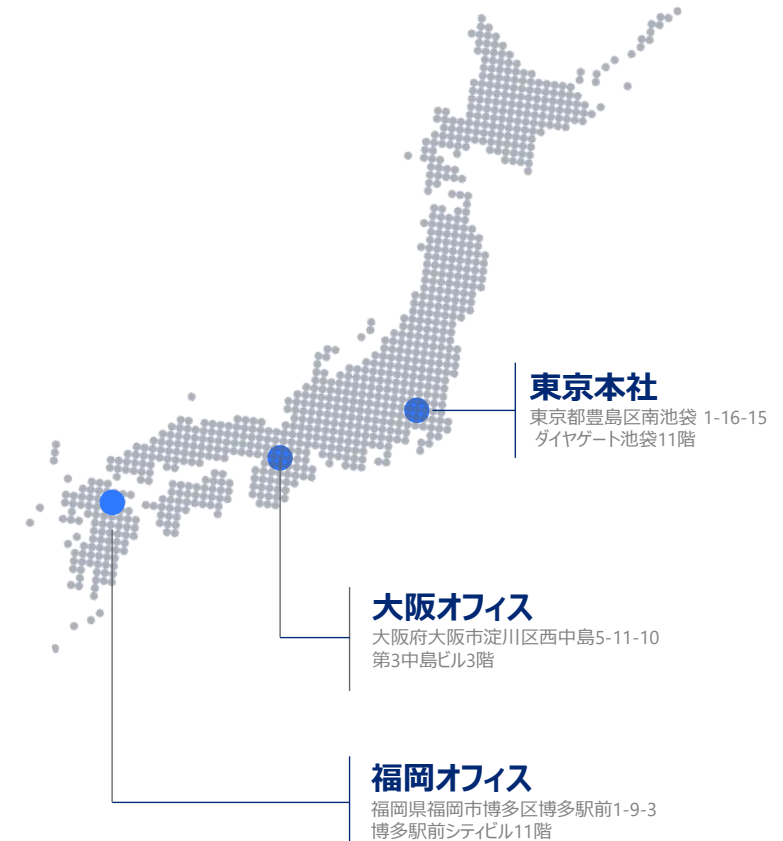 東京本社
東京都豊島区南池袋 1-16-15
ダイヤゲート池袋11階
大阪オフィス
大阪府大阪市淀川区西中島5-11-10
第3中島ビル3階
福岡オフィス
福岡県福岡市博多区博多駅前1-9-3
博多駅前シティビル11階